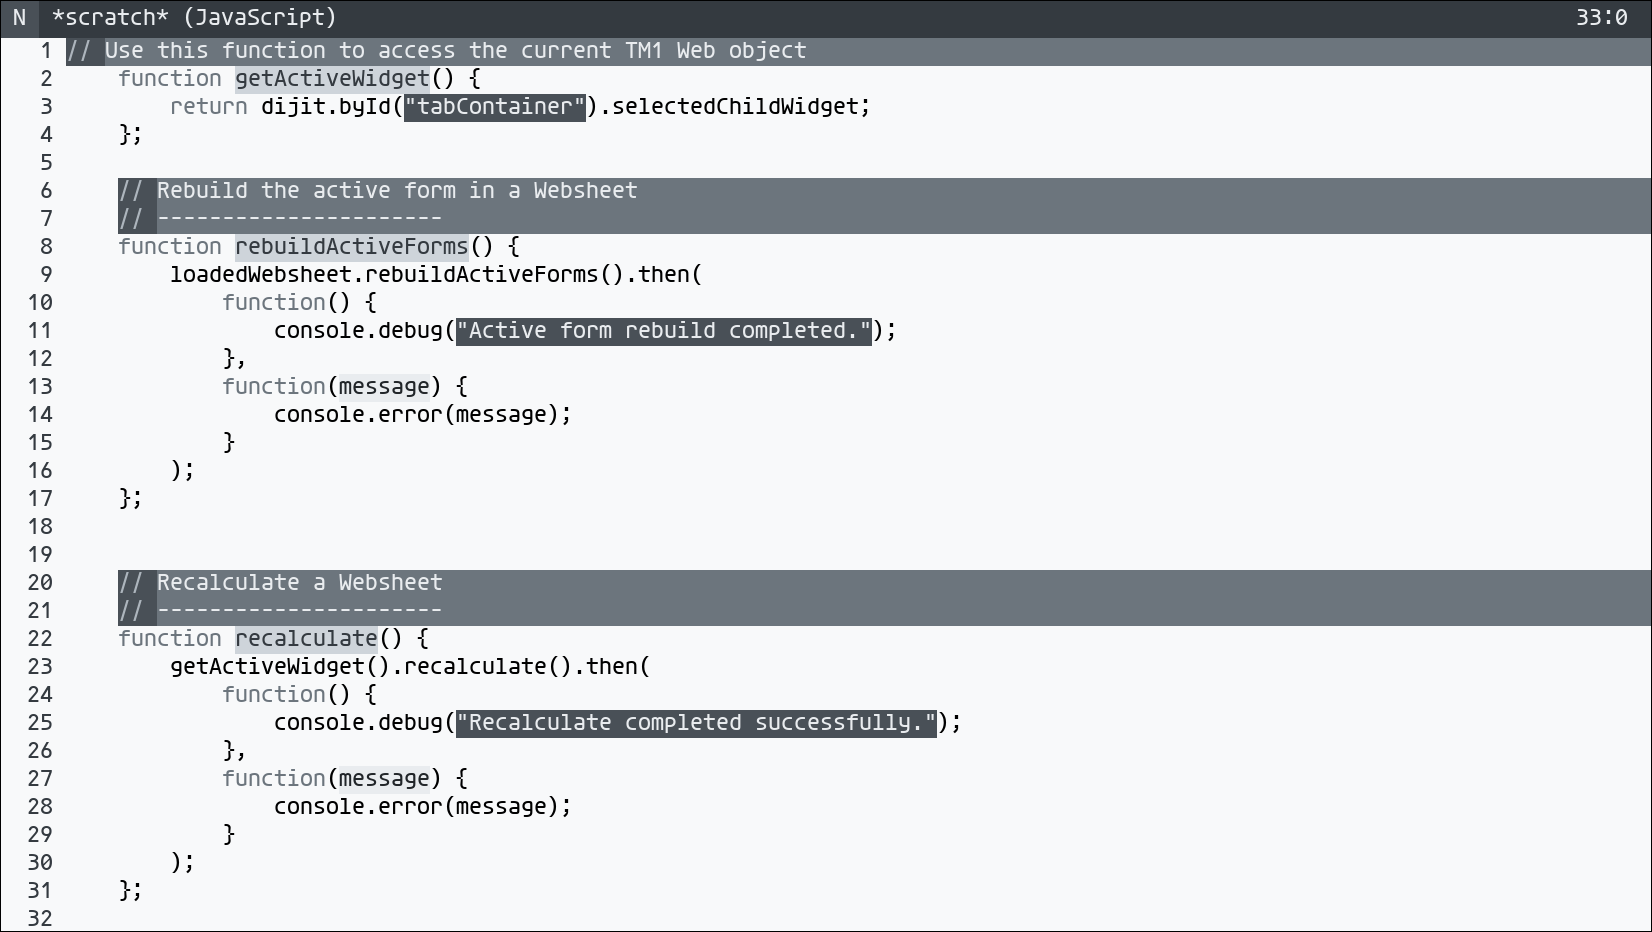 N *scratch* (JavaScript) 33:0
1 // Use this function to access the current TM1 Web object
2     function getActiveWidget() {
3         return dijit.byId("tabContainer").selectedChildWidget;
4     };
5
6     // Rebuild the active form in a Websheet
7     // ----------------------
8     function rebuildActiveForms() {
9         loadedWebsheet.rebuildActiveForms().then(
10             function() {
11                 console.debug("Active form rebuild completed.");
12             },
13             function(message) {
14                 console.error(message);
15             }
16         );
17     };
18
19
20     // Recalculate a Websheet
21     // ----------------------
22     function recalculate() {
23         getActiveWidget().recalculate().then(
24             function() {
25                 console.debug("Recalculate completed successfully.");
26             },
27             function(message) {
28                 console.error(message);
29             }
30         );
31     };
32